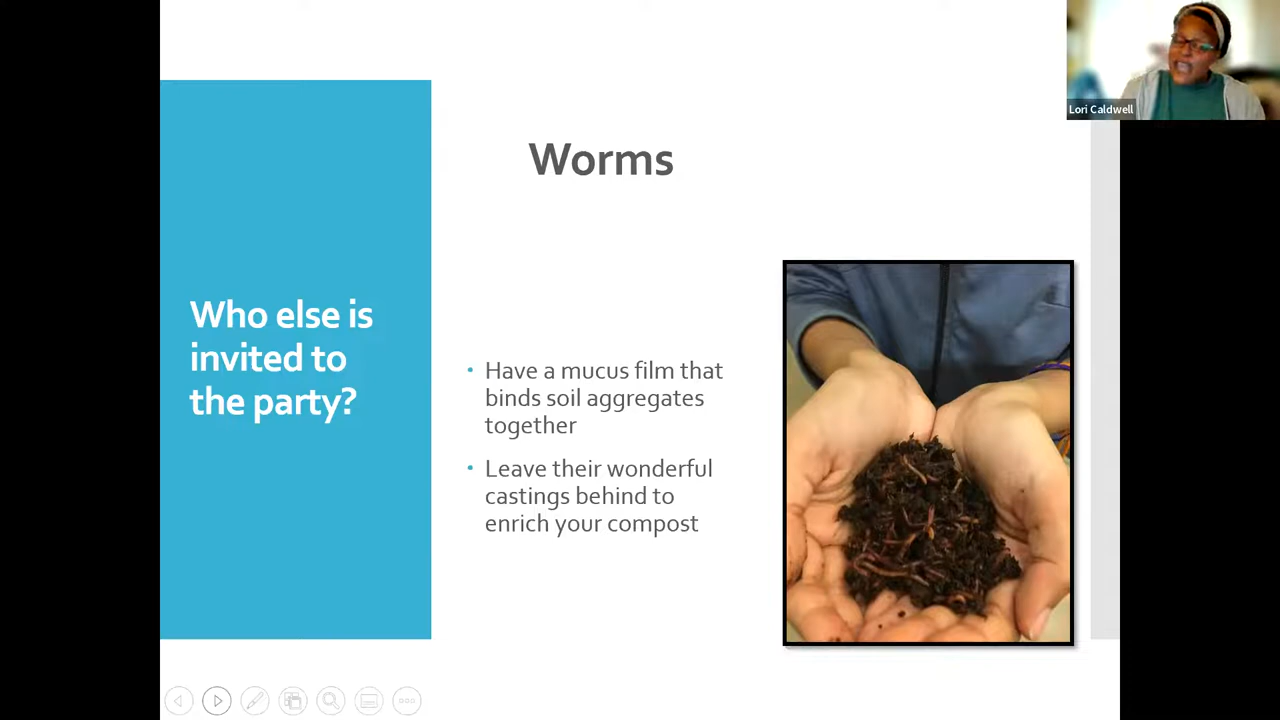 Lori Caldwell
Worms
Who else is
invited to
the party?
• Have a mucus film that
binds soil aggregates
together
• Leave their wonderful
castings behind to
enrich your compost